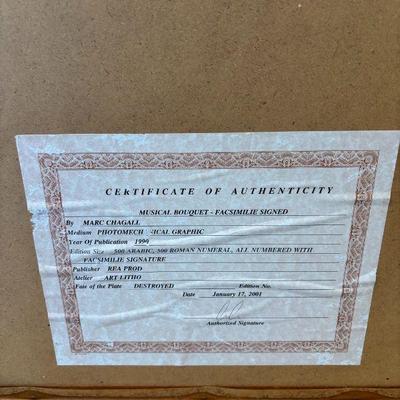 CERTIFICATE OF AUTHENTICITY
MUSICAL BOUQUET - FACSIMILIE SIGNED
By MARC CHAGALL
Medium PHOTOMECH ICAL GRAPHIC
Year Of Publication 1990
Edition Size 500 ARABIC, 500 ROMAN NUMERAL, ALL NUMBERED WITH
FACSIMILIE SIGNATURE
Publisher REA PROD
Atelier ART LITHO
Fate of the Plate DESTROYED Edition No.
Date January 17, 2001
Authorized Signature